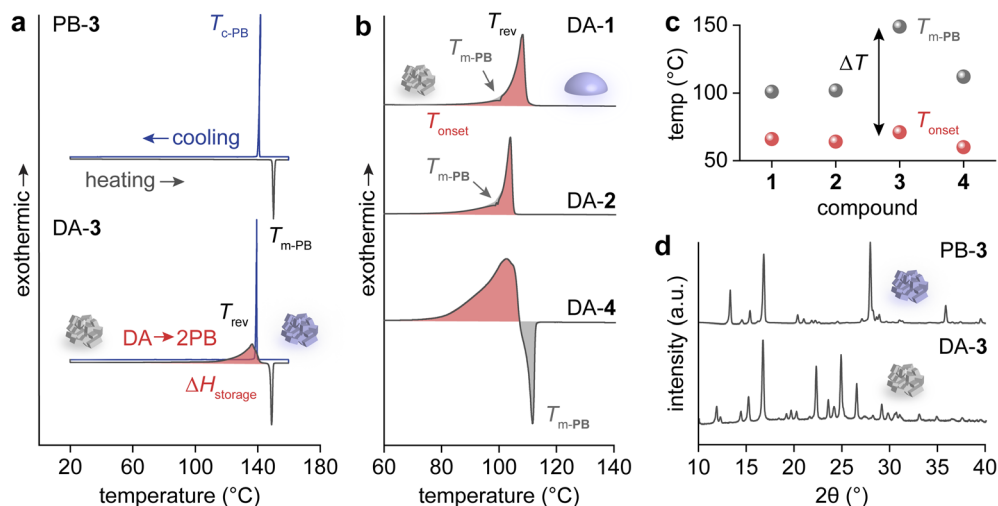 a
PB-3
Tc-PB
← cooling
heating →
Tm-PB
DA-3
Trev
DA → 2PB
ΔHstorage
exothermic →
20 60 100 140 180
temperature (°C)
b
Trev
DA-1
Tm-PB
Tonset
Tm-PB
DA-2
DA-4
Tm-PB
exothermic →
60 80 100 120 140
temperature (°C)
c
150
100
50
temp (°C)
Tm-PB
ΔT
Tonset
1 2 3 4
compound
d
PB-3
DA-3
intensity (a.u.)
10 15 20 25 30 35 40
2θ (°)